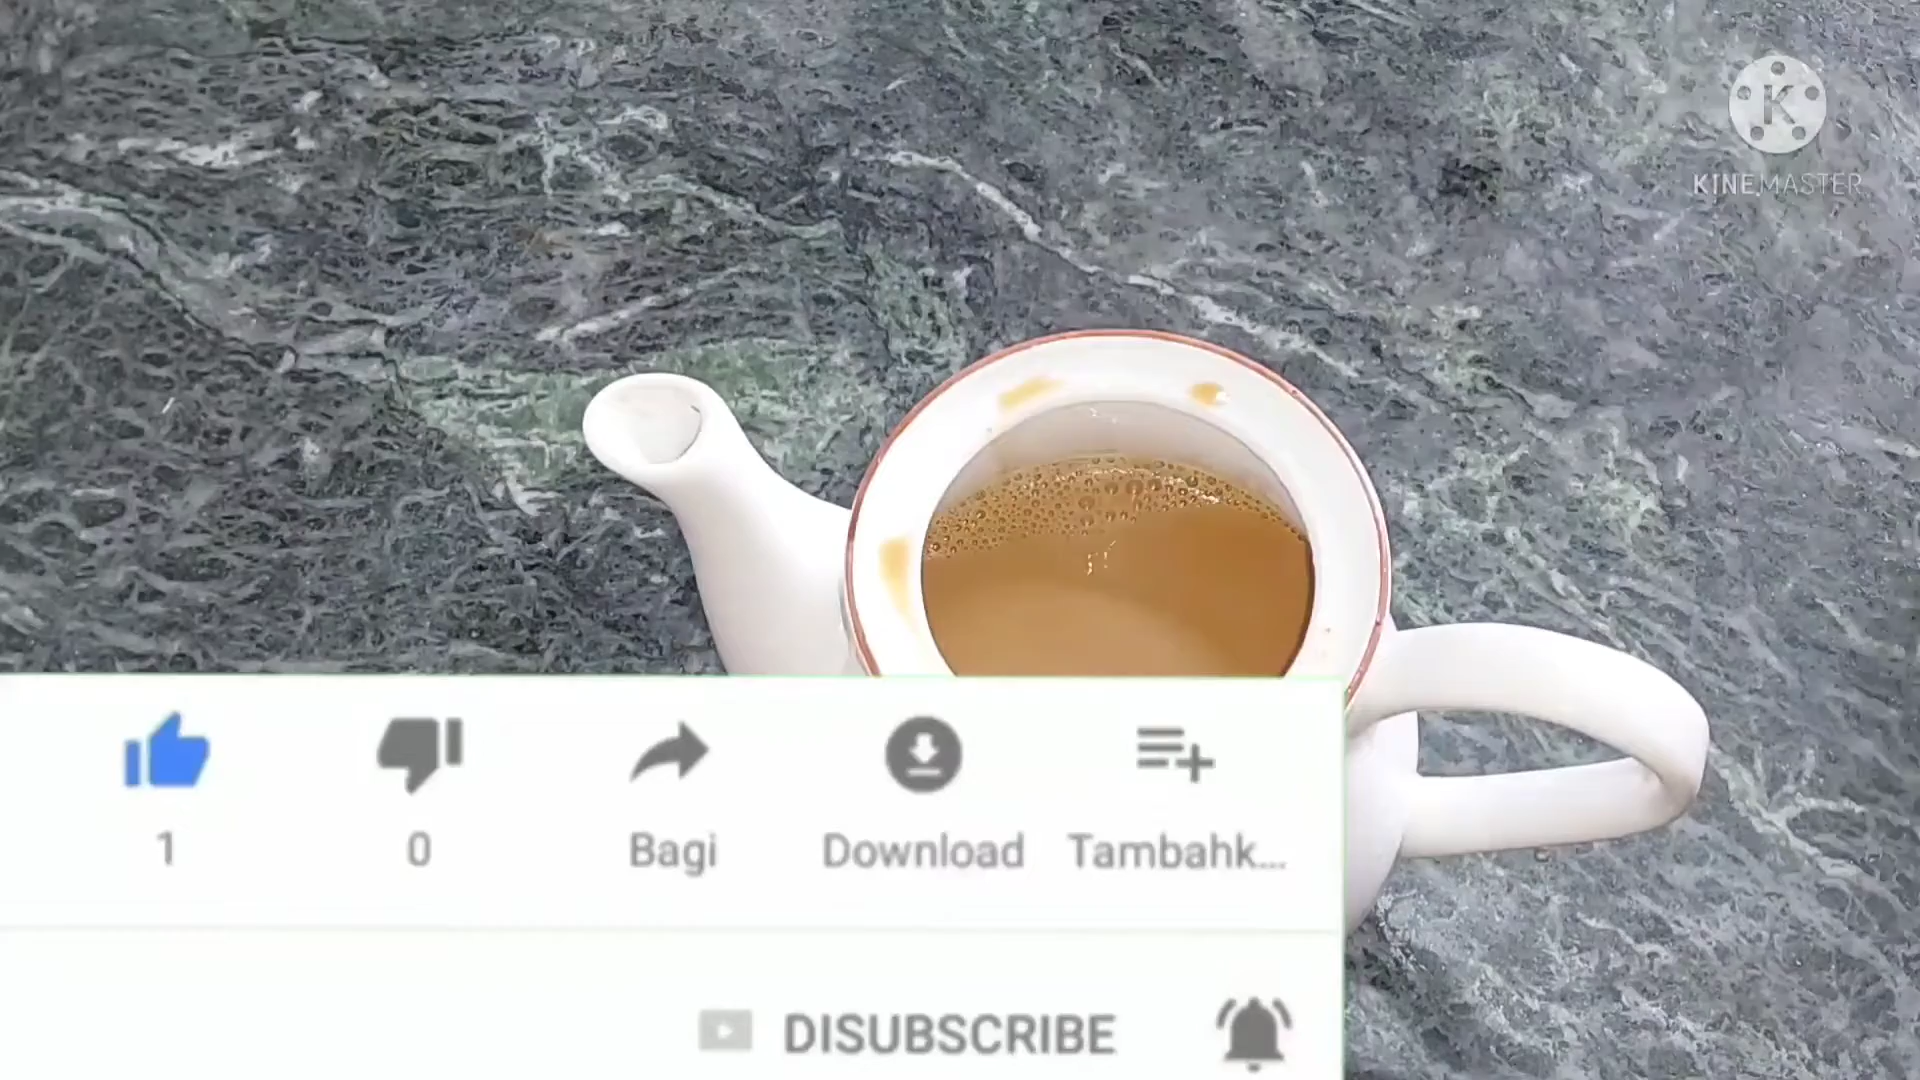 K
KINEMASTER
1
0
Bagi
Download
Tambahk...
DISUBSCRIBE